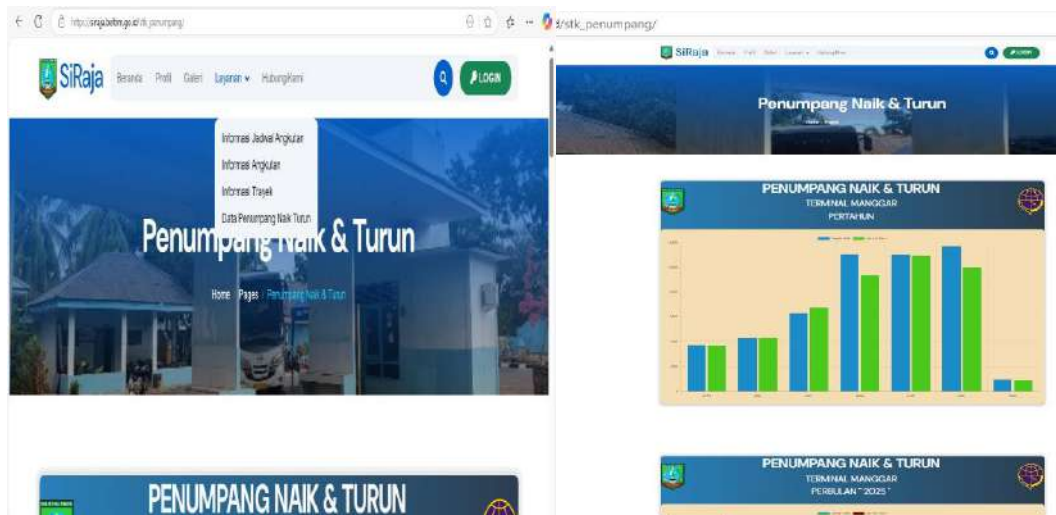 SiRaja
Beranda Profil Galeri Layanan Hubungi Kami
LOGIN
Informasi Jadwal Angkutan
Informasi Angkutan
Informasi Trayek
Data Penumpang Naik Turun
Penumpang Naik & Turun
Home Pages / Penumpang Naik & Turun
PENUMPANG NAIK & TURUN
/stk_penumpang/
SiRaja
LOGIN
Penumpang Naik & Turun
PENUMPANG NAIK & TURUN
TERMINAL MANGGAR
PERTAHUN
PENUMPANG NAIK & TURUN
TERMINAL MANGGAR
PERBULAN "2025"